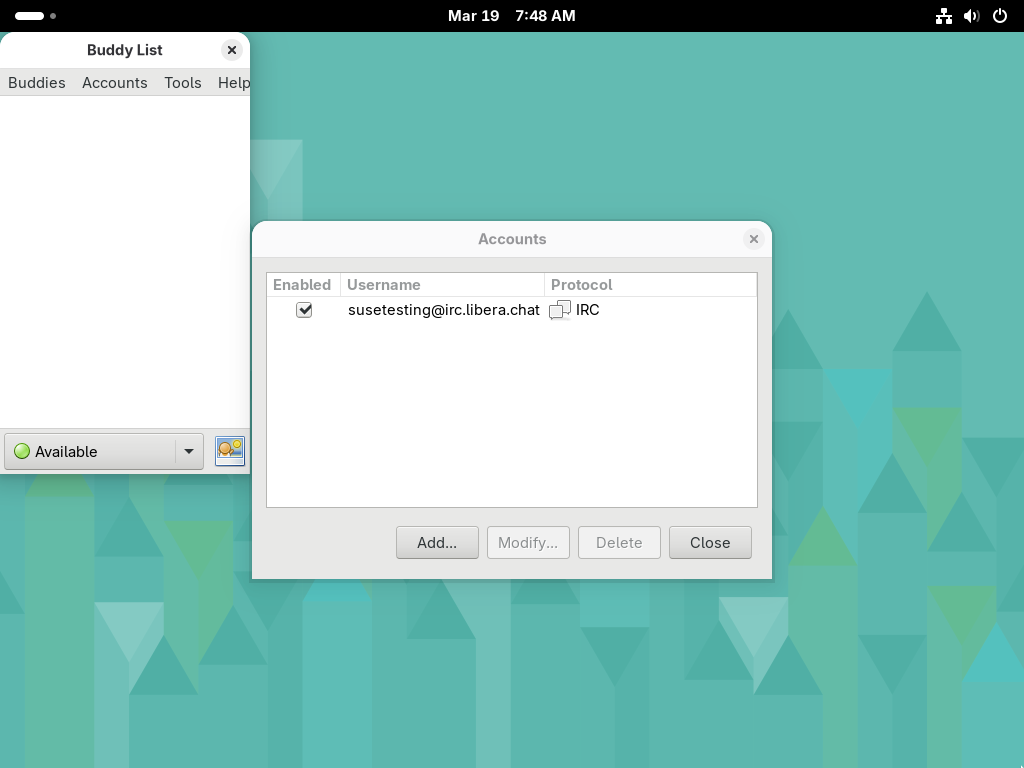 Mar 19 7:48 AM
Buddy List
Buddies Accounts Tools Help
Available
Accounts
Enabled Username Protocol
susetesting@irc.libera.chat IRC
Add... Modify... Delete Close